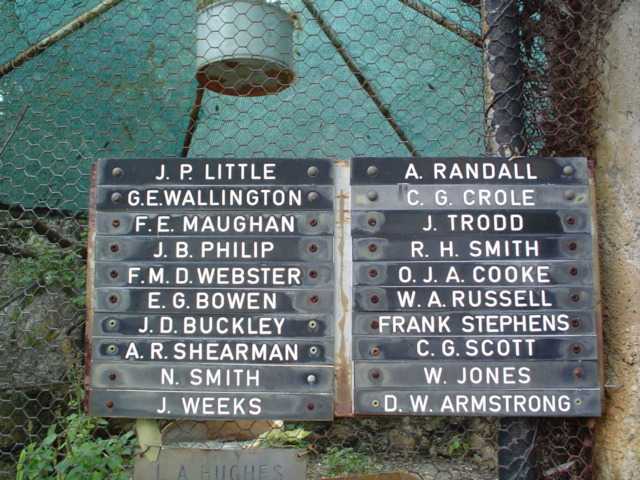 J. P. LITTLE
G.E. WALLINGTON
F. E. MAUGHAN
J. B. PHILIP
F. M. D. WEBSTER
E. G. BOWEN
J. D. BUCKLEY
A. R. SHEARMAN
N. SMITH
J. WEEKS
A. RANDALL
C. G. CROLE
J. TRODD
R. H. SMITH
O. J. A. COOKE
W. A. RUSSELL
FRANK STEPHENS
C. G. SCOTT
W. JONES
D. W. ARMSTRONG
L A HUGHES